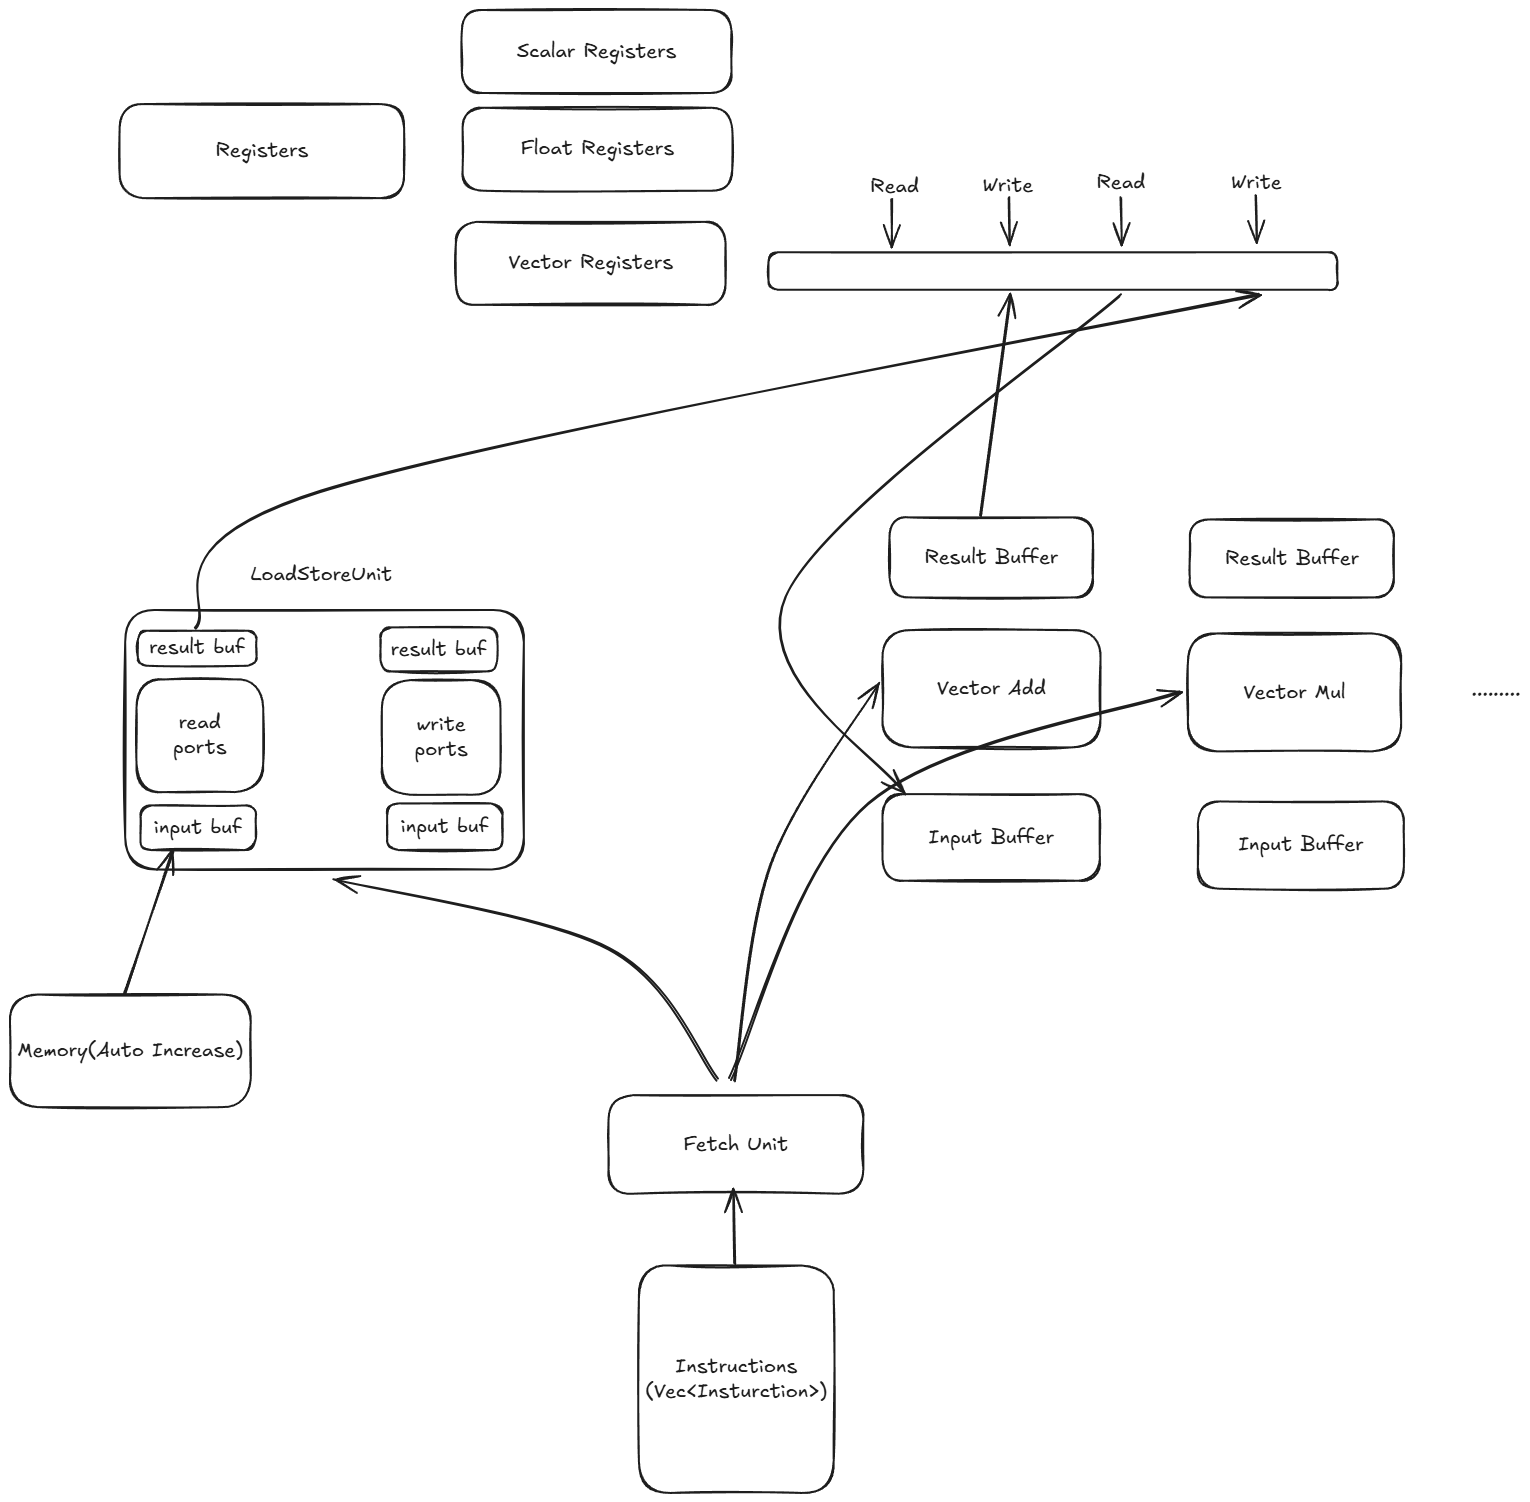 Scalar Registers
Registers
Float Registers
Vector Registers
Read
Write
Read
Write
LoadStoreUnit
result buf
result buf
read
ports
write
ports
input buf
input buf
Result Buffer
Result Buffer
Vector Add
Vector Mul
.........
Input Buffer
Input Buffer
Memory(Auto Increase)
Fetch Unit
Instructions
(Vec<Insturction>)